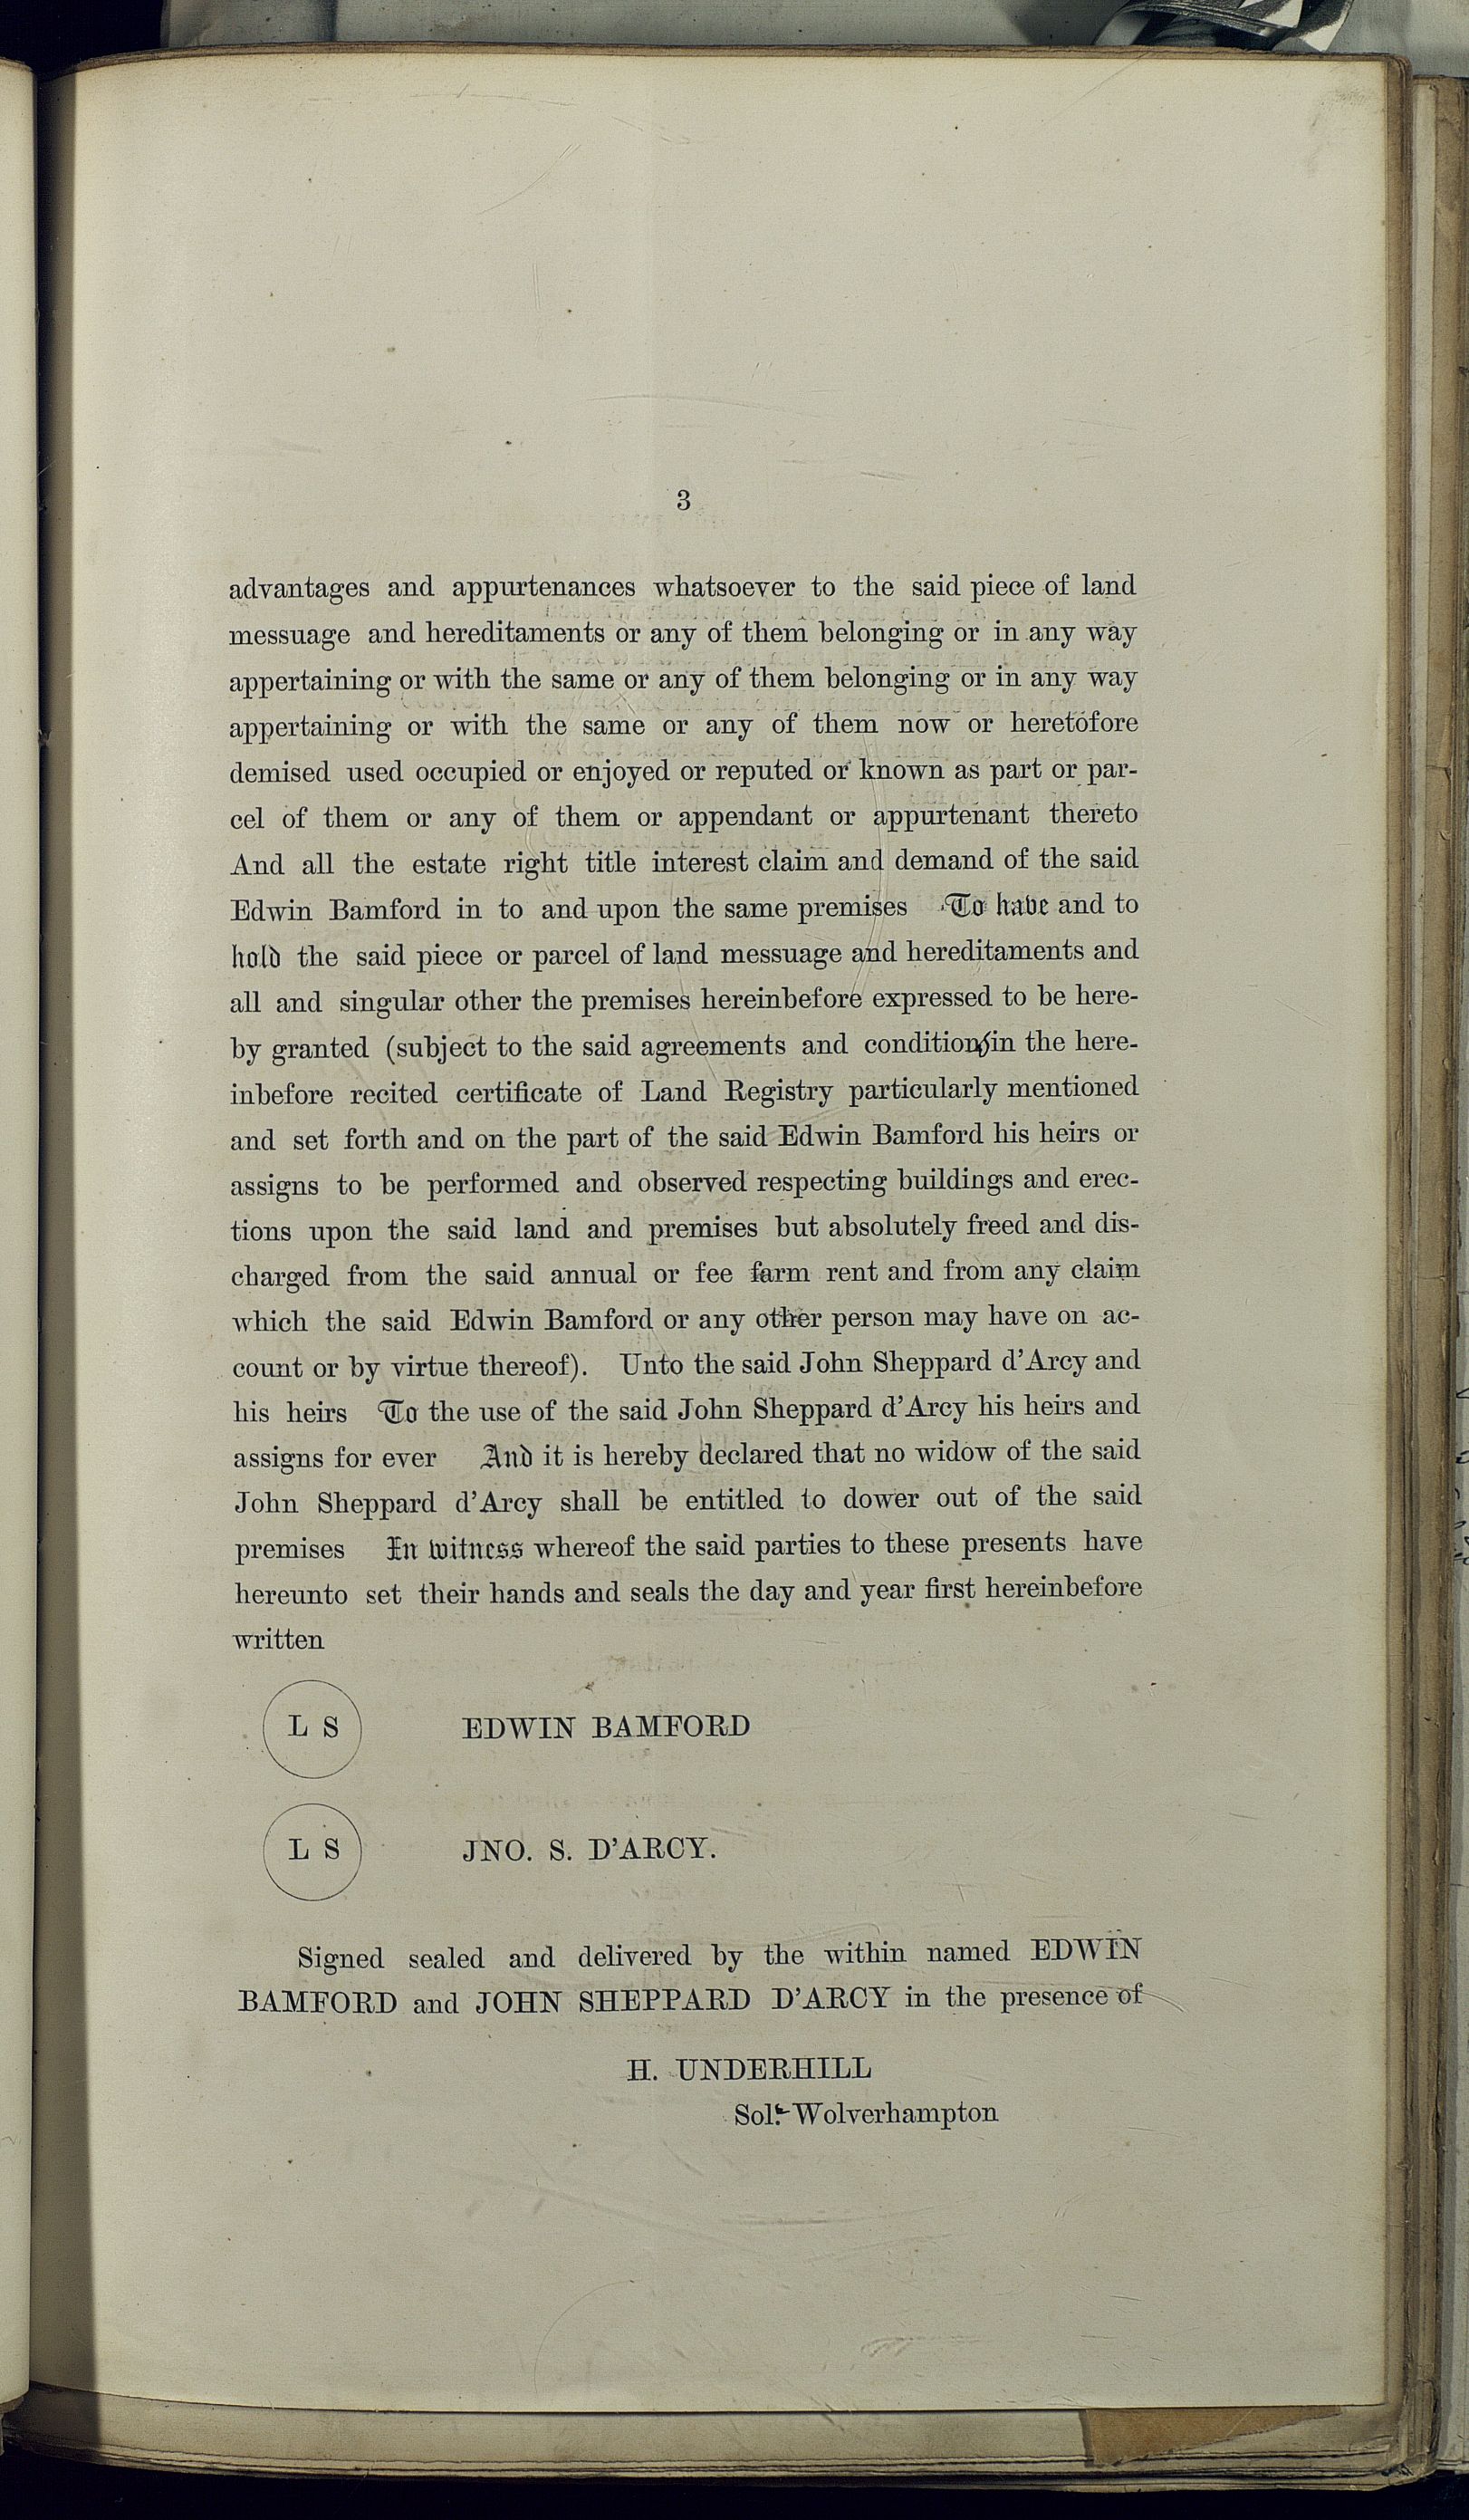 3
advantages and appurtenances whatsoever to the said piece of land
messuage and hereditaments or any of them belonging or in any way
appertaining or with the same or any of them belonging or in any way
appertaining or with the same or any of them now or heretofore
demised used occupied or enjoyed or reputed or known as part or par-
cel of them or any of them or appendant or appurtenant thereto
And all the estate right title interest claim and demand of the said
Edwin Bamford in to and upon the same premises To have and to
hold the said piece or parcel of land messuage and hereditaments and
all and singular other the premises hereinbefore expressed to be here-
by granted (subject to the said agreements and conditions in the here-
inbefore recited certificate of Land Registry particularly mentioned
and set forth and on the part of the said Edwin Bamford his heirs or
assigns to be performed and observed respecting buildings and erec-
tions upon the said land and premises but absolutely freed and dis-
charged from the said annual or fee farm rent and from any claim
which the said Edwin Bamford or any other person may have on ac-
count or by virtue thereof). Unto the said John Sheppard d'Arcy and
his heirs To the use of the said John Sheppard d'Arcy his heirs and
assigns for ever And it is hereby declared that no widow of the said
John Sheppard d'Arcy shall be entitled to dower out of the said
premises In witness whereof the said parties to these presents have
hereunto set their hands and seals the day and year first hereinbefore
written
L S EDWIN BAMFORD
L S JNO. S. D'ARCY.
Signed sealed and delivered by the within named EDWIN
BAMFORD and JOHN SHEPPARD D'ARCY in the presence of
H. UNDERHILL
Solr. Wolverhampton